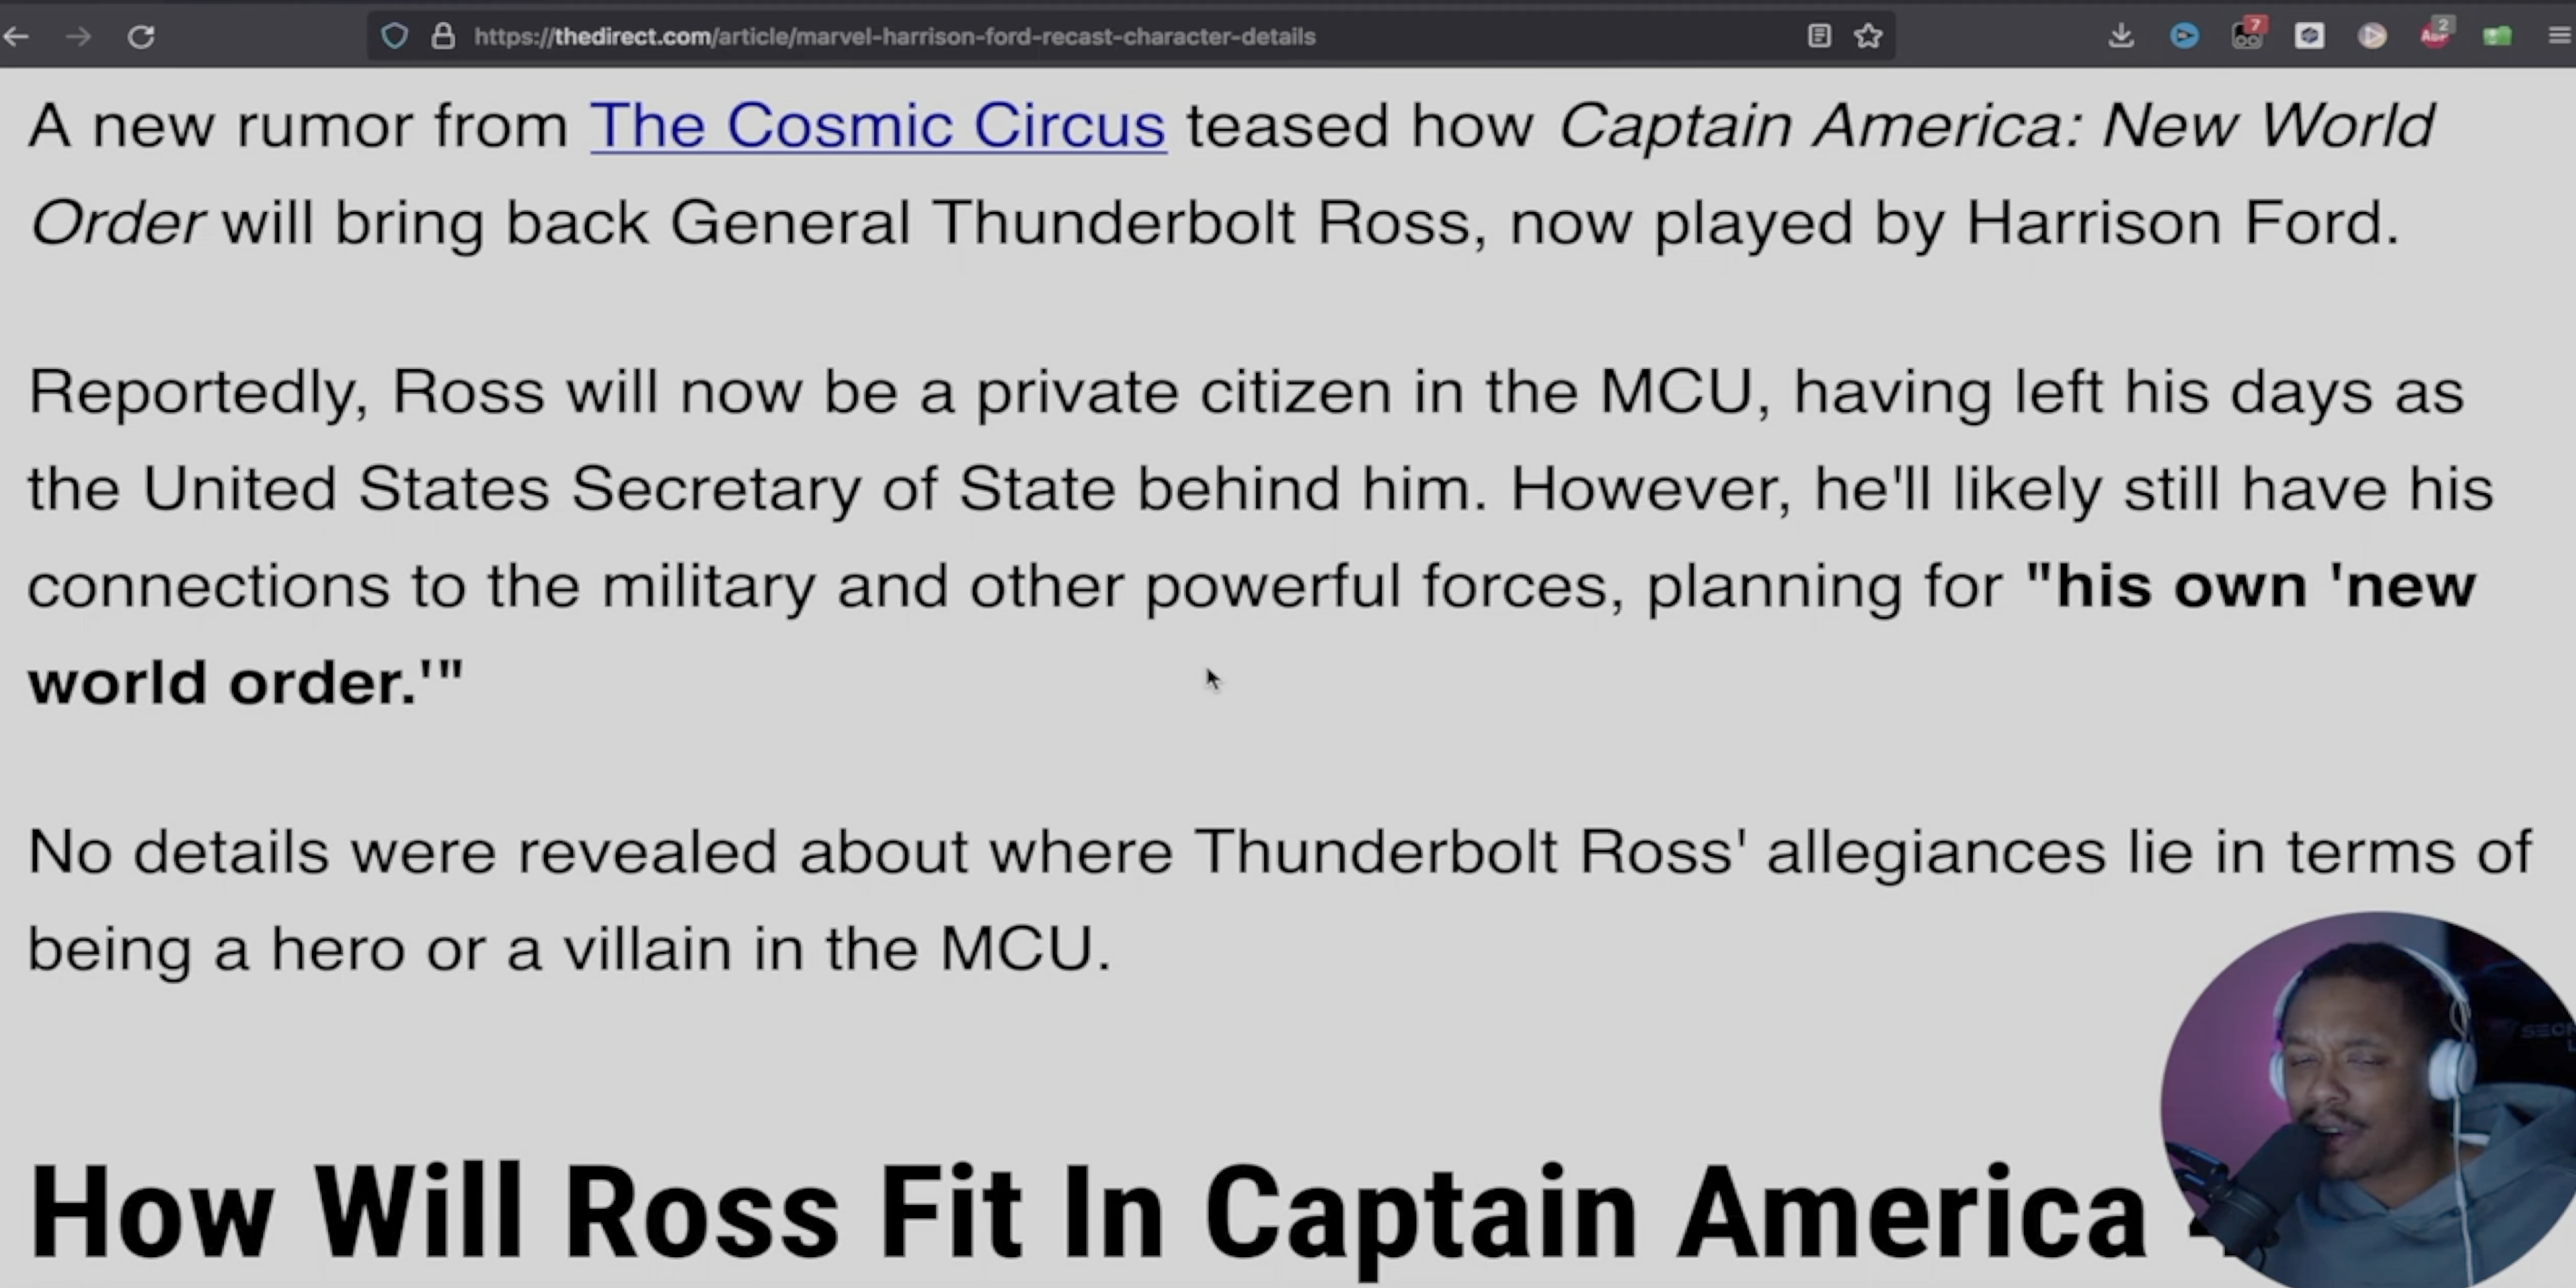 https://thedirect.com/article/marvel-harrison-ford-recast-character-details
7
2
A new rumor from The Cosmic Circus teased how Captain America: New World
Order will bring back General Thunderbolt Ross, now played by Harrison Ford.
Reportedly, Ross will now be a private citizen in the MCU, having left his days as
the United States Secretary of State behind him. However, he'll likely still have his
connections to the military and other powerful forces, planning for "his own 'new
world order.'"
No details were revealed about where Thunderbolt Ross' allegiances lie in terms of
being a hero or a villain in the MCU.
How Will Ross Fit In Captain America